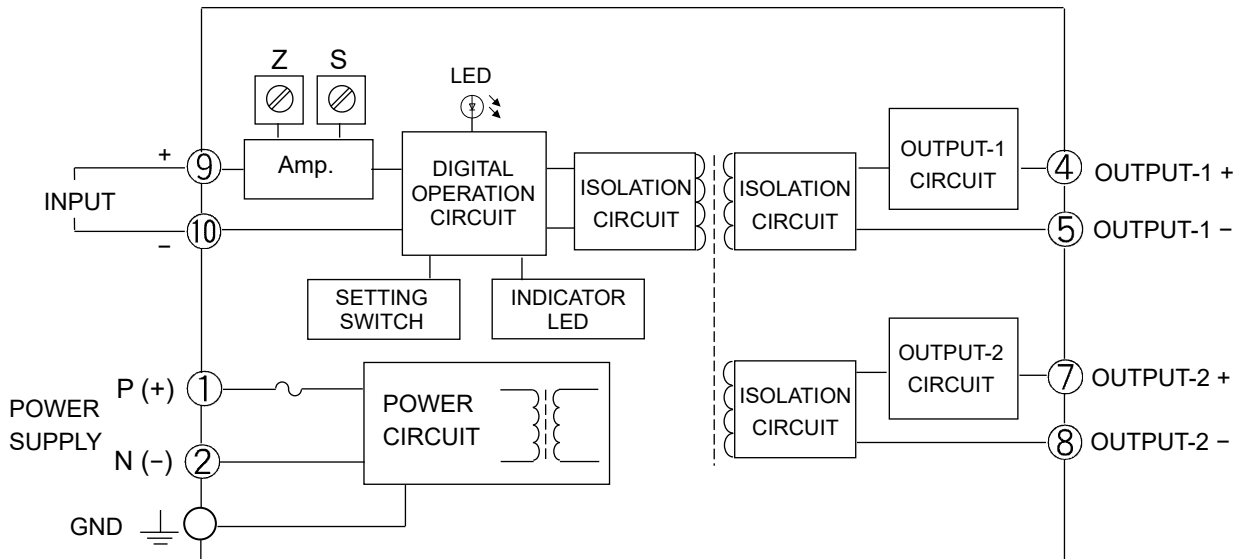 Z
S
LED
+
9
Amp.
DIGITAL
OPERATION
CIRCUIT
ISOLATION
CIRCUIT
ISOLATION
CIRCUIT
OUTPUT-1
CIRCUIT
4
OUTPUT-1 +
INPUT
10
−
5
OUTPUT-1 −
SETTING
SWITCH
INDICATOR
LED
P (+)
1
POWER
SUPPLY
N (−)
2
POWER
CIRCUIT
ISOLATION
CIRCUIT
OUTPUT-2
CIRCUIT
7
OUTPUT-2 +
8
OUTPUT-2 −
GND